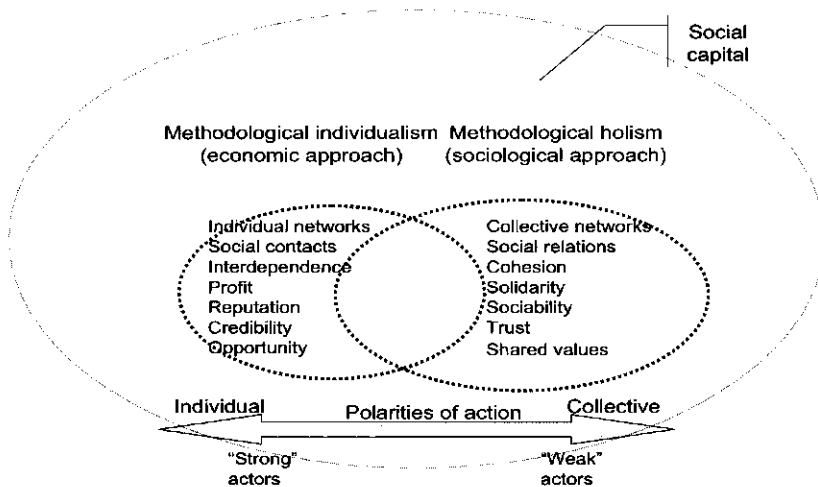 Social
capital
Methodological individualism
(economic approach)
Methodological holism
(sociological approach)
Individual networks
Social contacts
Interdependence
Profit
Reputation
Credibility
Opportunity
Collective networks
Social relations
Cohesion
Solidarity
Sociability
Trust
Shared values
Individual
Polarities of action
Collective
"Strong"
actors
"Weak"
actors